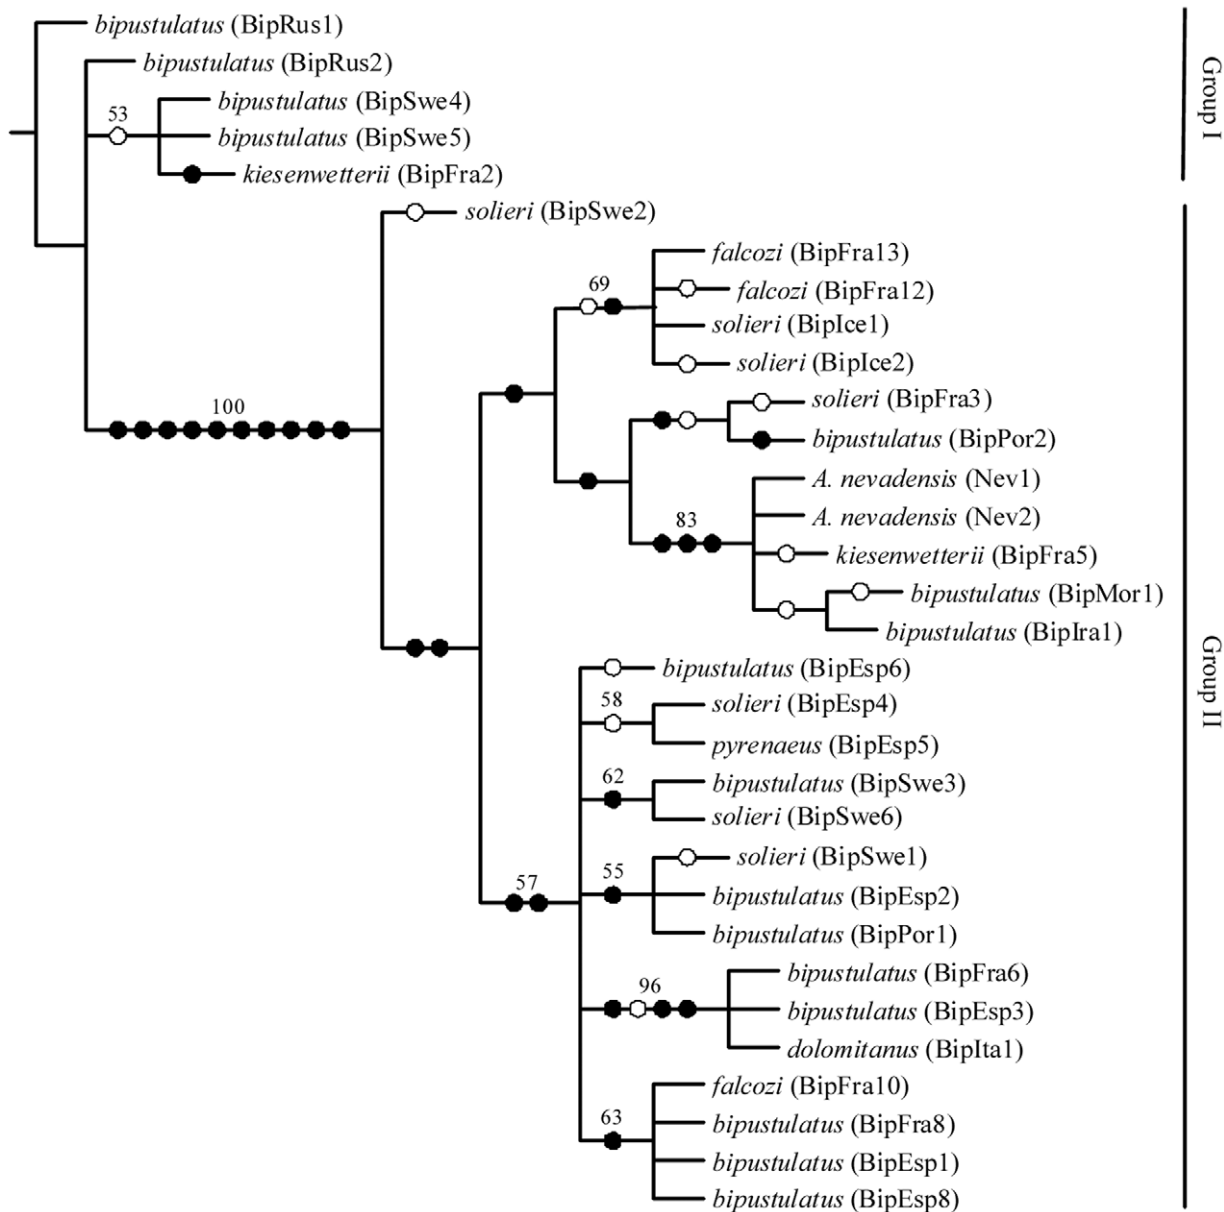 bipustulatus (BipRus1)
bipustulatus (BipRus2)
53
bipustulatus (BipSwe4)
bipustulatus (BipSwe5)
kiesenwetterii (BipFra2)
Group I
solieri (BipSwe2)
falcozi (BipFra13)
69
falcozi (BipFra12)
solieri (BipIce1)
solieri (BipIce2)
solieri (BipFra3)
100
bipustulatus (BipPor2)
A. nevadensis (Nev1)
83
A. nevadensis (Nev2)
kiesenwetterii (BipFra5)
bipustulatus (BipMor1)
bipustulatus (BipIra1)
bipustulatus (BipEsp6)
Group II
58
solieri (BipEsp4)
pyrenaeus (BipEsp5)
62
bipustulatus (BipSwe3)
solieri (BipSwe6)
solieri (BipSwe1)
57
55
bipustulatus (BipEsp2)
bipustulatus (BipPor1)
bipustulatus (BipFra6)
96
bipustulatus (BipEsp3)
dolomitanus (BipIta1)
falcozi (BipFra10)
63
bipustulatus (BipFra8)
bipustulatus (BipEsp1)
bipustulatus (BipEsp8)